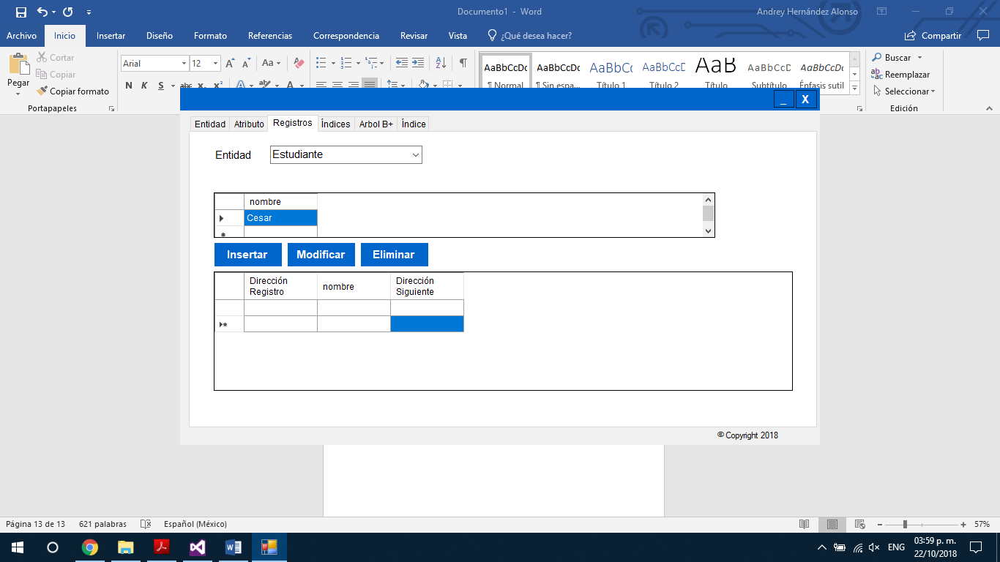 Documento1 - Word
Andrey Hernández Alonso
Archivo Inicio Insertar Diseño Formato Referencias Correspondencia Revisar Vista ¿Qué desea hacer? Compartir
Pegar
Cortar
Copiar
Copiar formato
Portapapeles
Arial 12 Aa
N K S abc x₂ x²
AaBbCcDc AaBbCcDc AaBbCc AaBbCcD AaB AaBbCcD AaBbCcDc
¶ Normal ¶ Sin espa... Título 1 Título 2 Título Subtítulo Énfasis sutil
Buscar
Reemplazar
Seleccionar
Edición
_ X
Entidad Atributo Registros Índices Arbol B+ Índice
Entidad Estudiante
nombre
Cesar
Insertar Modificar Eliminar
Dirección Registro nombre Dirección Siguiente
© Copyright 2018
Página 13 de 13 621 palabras Español (México) 57%
ENG
03:59 p. m.
22/10/2018